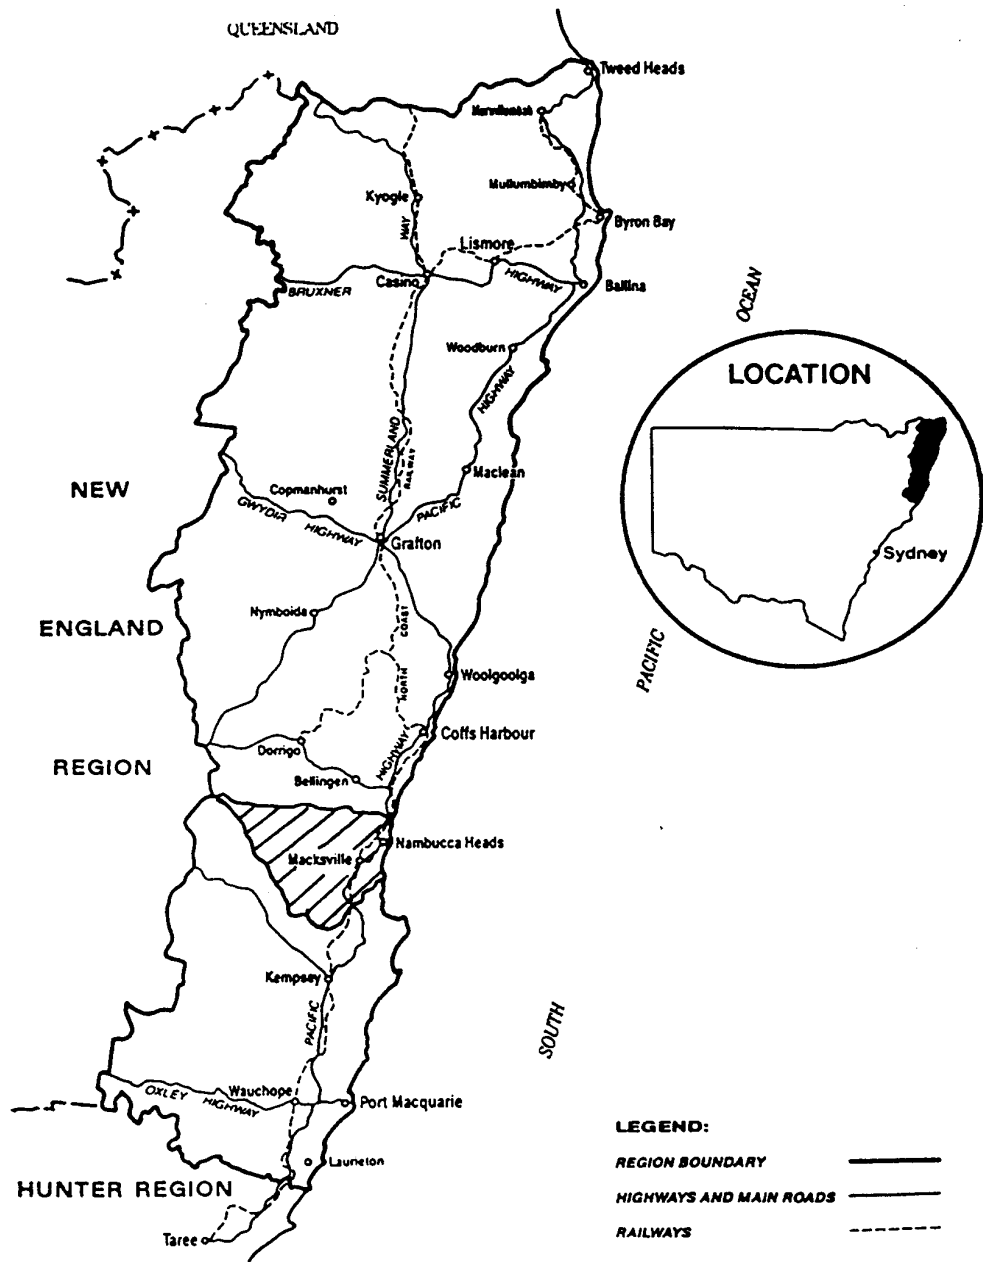 QUEENSLAND
Tweed Heads
Mullumbimby
Kyogle
WAY
Byron Bay
Lismore
Casino
BRUXNER
HIGHWAY
Ballina
OCEAN
Woodburn
HIGHWAY
LOCATION
SUMMERLAND
RAILWAY
Maclean
NEW
Copmanhurst
GWYDIR HIGHWAY
PACIFIC
Grafton
Sydney
Nymboida
COAST
ENGLAND
PACIFIC
NORTH
Woolgoolga
HIGHWAY
Coffs Harbour
Dorrigo
REGION
Bellingen
Nambucca Heads
Macksville
Kempsey
PACIFIC
SOUTH
OXLEY HIGHWAY
Wauchope
Port Macquarie
LEGEND:
Laurieton
REGION BOUNDARY
HUNTER REGION
HIGHWAYS AND MAIN ROADS
RAILWAYS
Taree